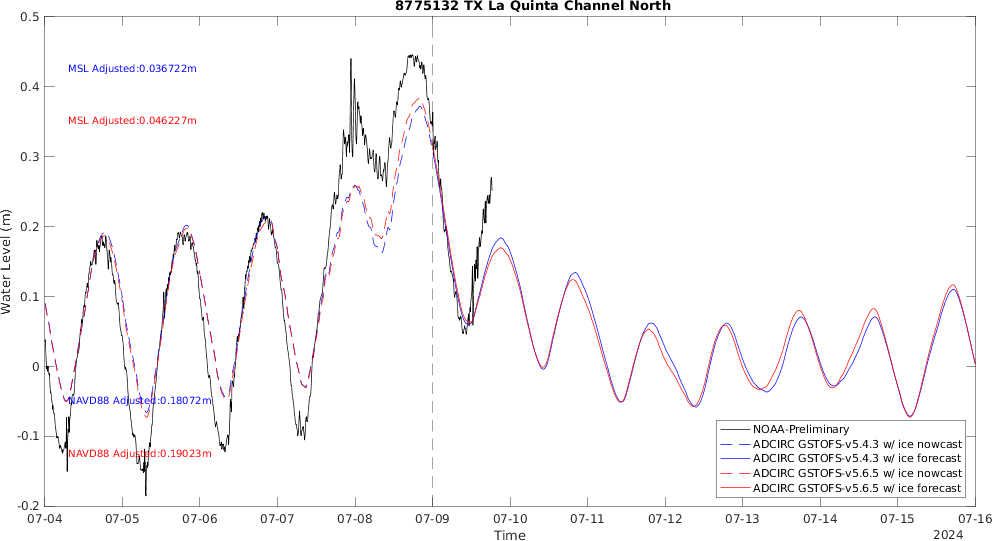 8775132 TX La Quinta Channel North
0.5
MSL Adjusted:0.036722m
0.4
MSL Adjusted:0.046227m
0.3
0.2
Water Level (m)
0.1
0
NAVD88 Adjusted:0.18072m
-0.1
NAVD88 Adjusted:0.19023m
-0.2
NOAA-Preliminary
ADCIRC GSTOFS-v5.4.3 w/ ice nowcast
ADCIRC GSTOFS-v5.4.3 w/ ice forecast
ADCIRC GSTOFS-v5.6.5 w/ ice nowcast
ADCIRC GSTOFS-v5.6.5 w/ ice forecast
07-04 07-05 07-06 07-07 07-08 07-09 07-10 07-11 07-12 07-13 07-14 07-15 07-16
Time
2024